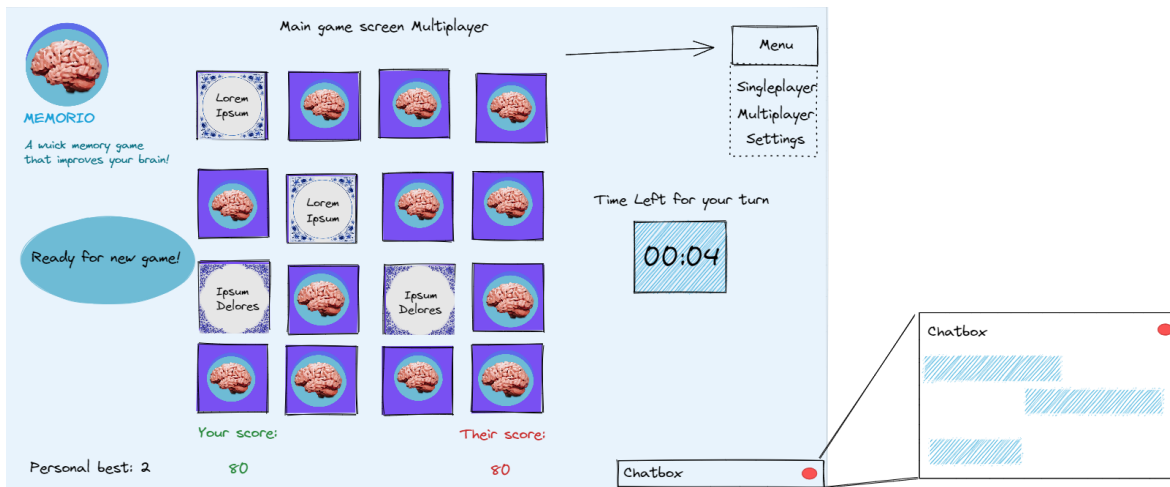 Main game screen Multiplayer
MEMORIO
A wuick memory game
that improves your brain!
Ready for new game!
Lorem
Ipsum
Lorem
Ipsum
Ipsum
Delores
Ipsum
Delores
Menu
Singleplayer
Multiplayer
Settings
Time Left for your turn
00:04
Your score:
Their score:
Personal best: 2
80
80
Chatbox
Chatbox